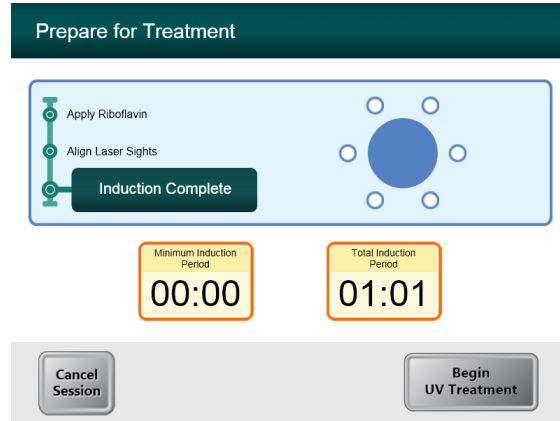 Prepare for Treatment
Apply Riboflavin
Align Laser Sights
Induction Complete
Minimum Induction
Period
00:00
Total Induction
Period
01:01
Cancel
Session
Begin
UV Treatment